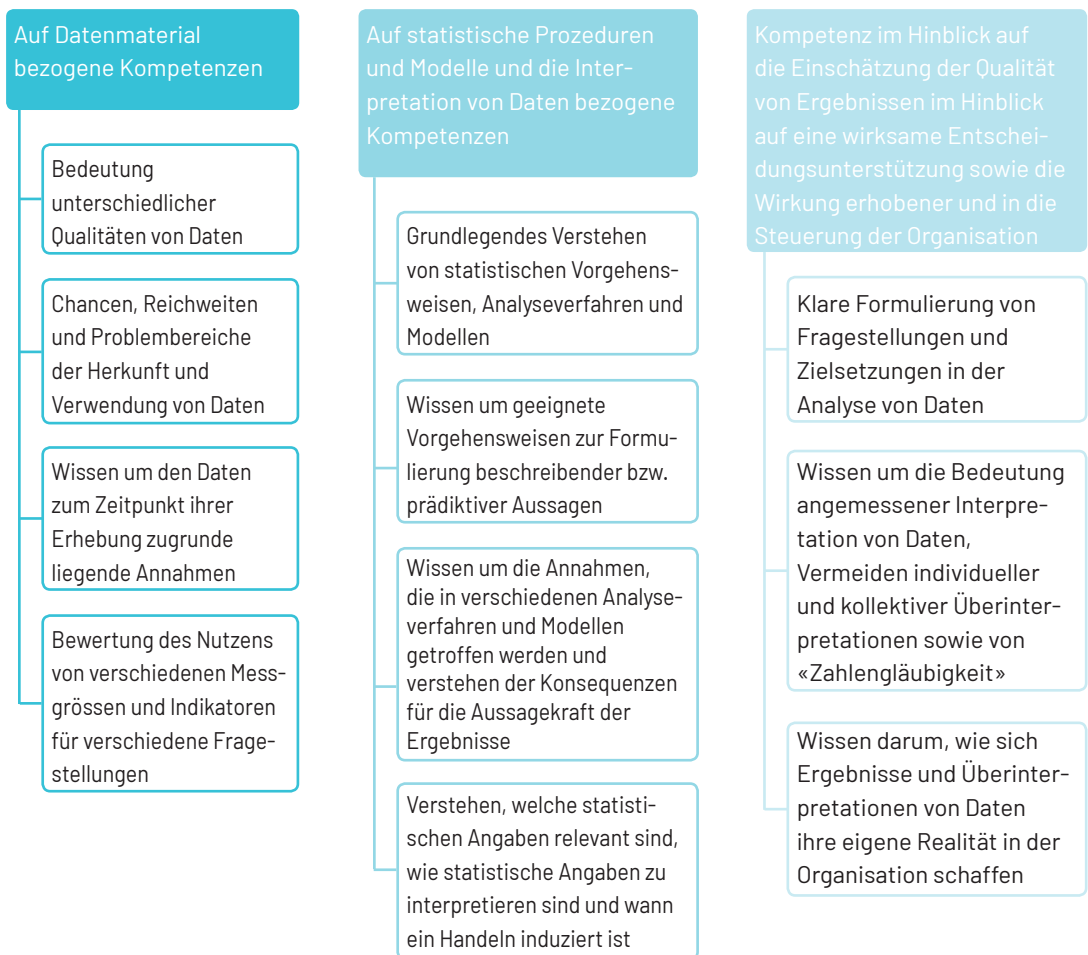 Auf Datenmaterial
bezogene Kompetenzen
Bedeutung
unterschiedlicher
Qualitäten von Daten
Chancen, Reichweiten
und Problembereiche
der Herkunft und
Verwendung von Daten
Wissen um den Daten
zum Zeitpunkt ihrer
Erhebung zugrunde
liegende Annahmen
Bewertung des Nutzens
von verschiedenen Mess-
grössen und Indikatoren
für verschiedene Frage-
stellungen
Auf statistische Prozeduren
und Modelle und die Inter-
pretation von Daten bezogene
Kompetenzen
Grundlegendes Verstehen
von statistischen Vorgehens-
weisen, Analyseverfahren und
Modellen
Wissen um geeignete
Vorgehensweisen zur Formu-
lierung beschreibender bzw.
prädiktiver Aussagen
Wissen um die Annahmen,
die in verschiedenen Analyse-
verfahren und Modellen
getroffen werden und
verstehen der Konsequenzen
für die Aussagekraft der
Ergebnisse
Verstehen, welche statisti-
schen Angaben relevant sind,
wie statistische Angaben zu
interpretieren sind und wann
ein Handeln induziert ist
Kompetenz im Hinblick auf
die Einschätzung der Qualität
von Ergebnissen im Hinblick
auf eine wirksame Entschei-
dungsunterstützung sowie die
Wirkung erhobener und in die
Steuerung der Organisation
Klare Formulierung von
Fragestellungen und
Zielsetzungen in der
Analyse von Daten
Wissen um die Bedeutung
angemessener Interpre-
tation von Daten,
Vermeiden individueller
und kollektiver Überinter-
pretationen sowie von
«Zahlengläubigkeit»
Wissen darum, wie sich
Ergebnisse und Überinter-
pretationen von Daten
ihre eigene Realität in der
Organisation schaffen